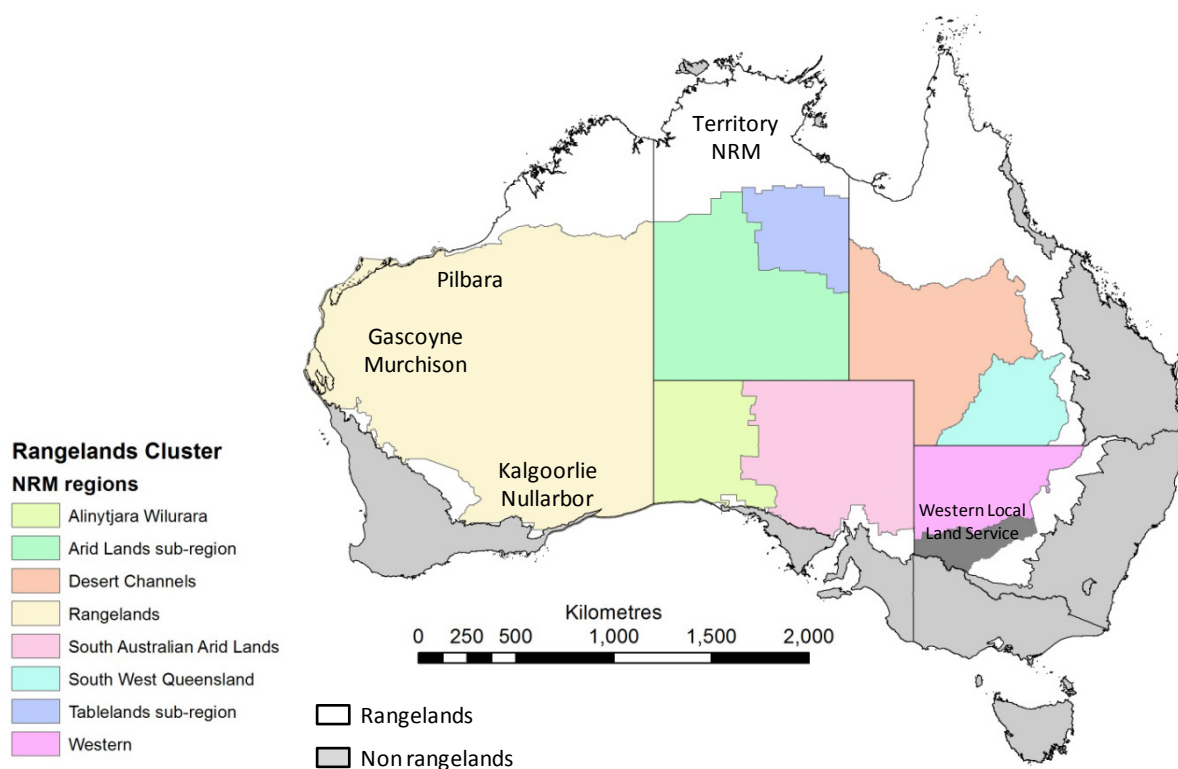 Territory
NRM
Pilbara
Gascoyne
Murchison
Kalgoorlie
Nullarbor
Western Local
Land Service
Rangelands Cluster
NRM regions
Alinytjara Wilurara
Arid Lands sub-region
Desert Channels
Rangelands
South Australian Arid Lands
South West Queensland
Tablelands sub-region
Western
Kilometres
0 250 500 1,000 1,500 2,000
Rangelands
Non rangelands